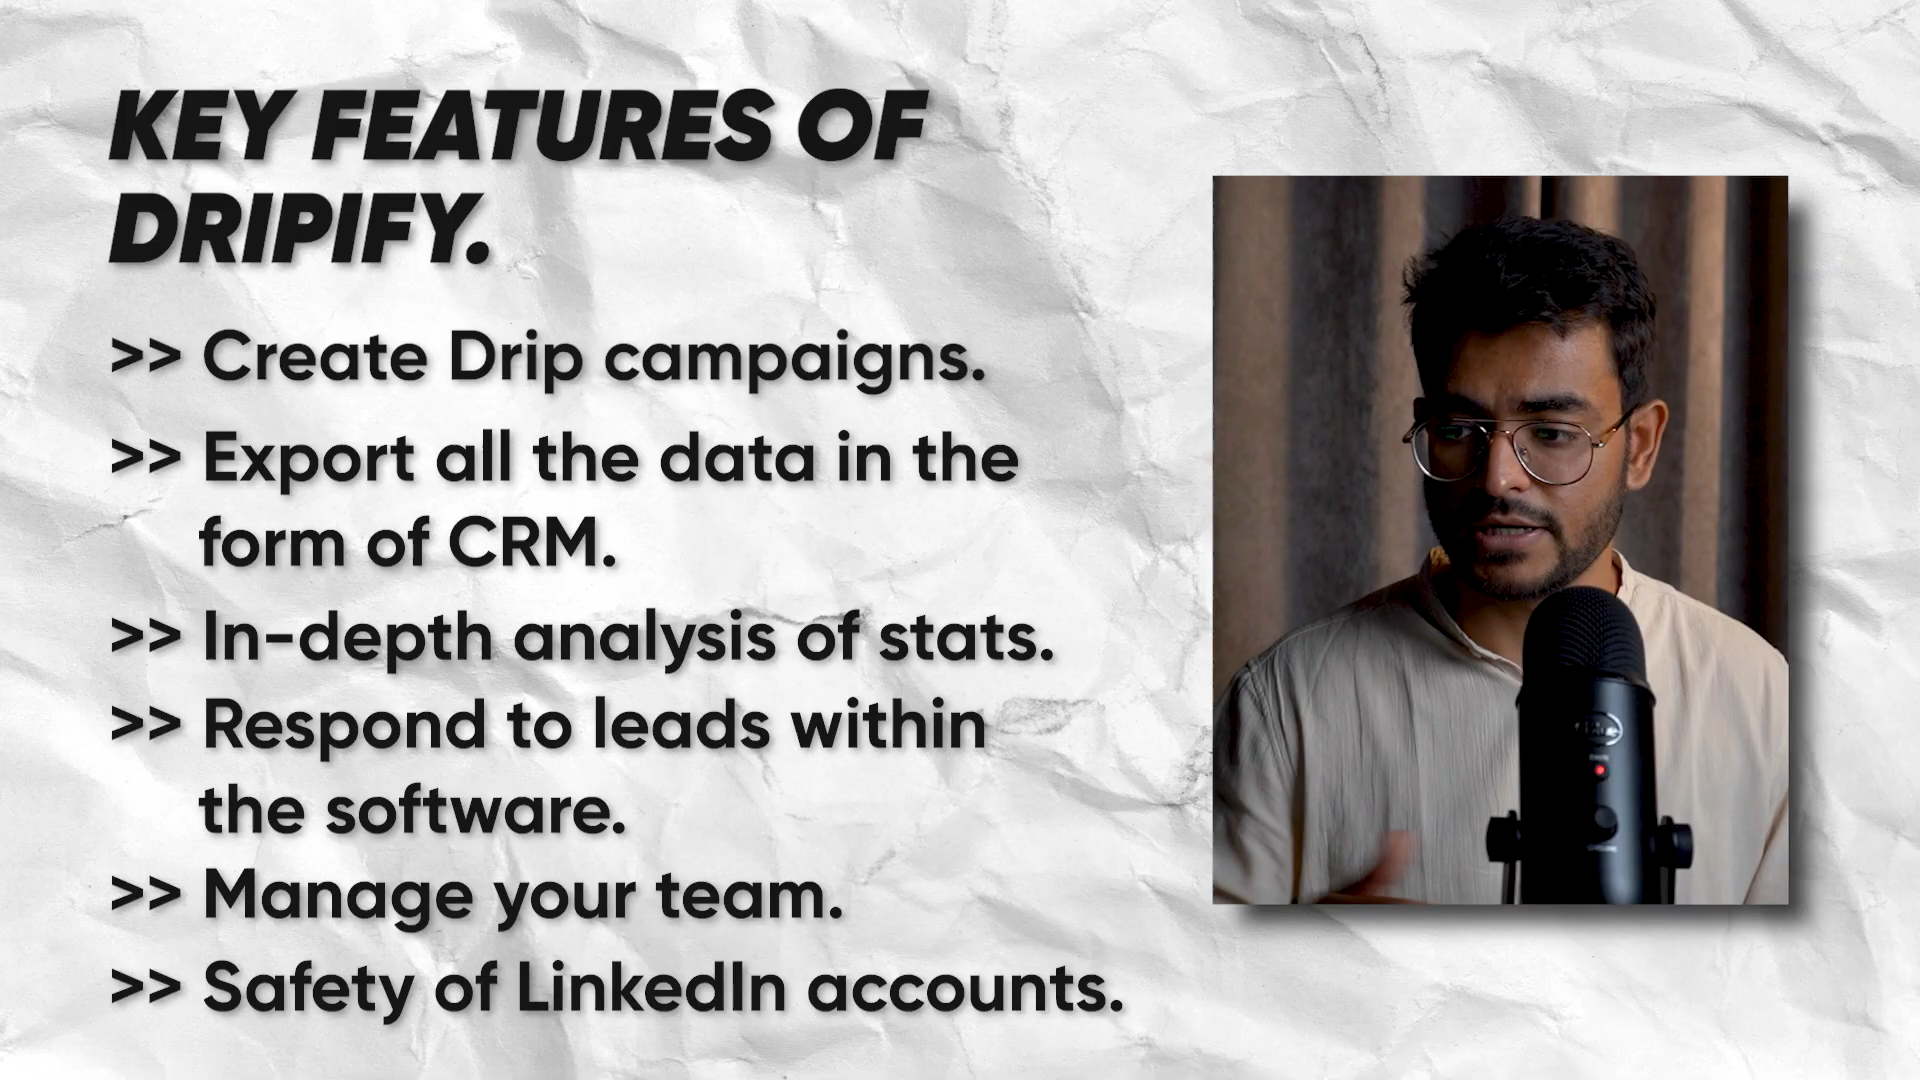 KEY FEATURES OF
DRIPIFY.
>> Create Drip campaigns.
>> Export all the data in the
form of CRM.
>> In-depth analysis of stats.
>> Respond to leads within
the software.
>> Manage your team.
>> Safety of LinkedIn accounts.